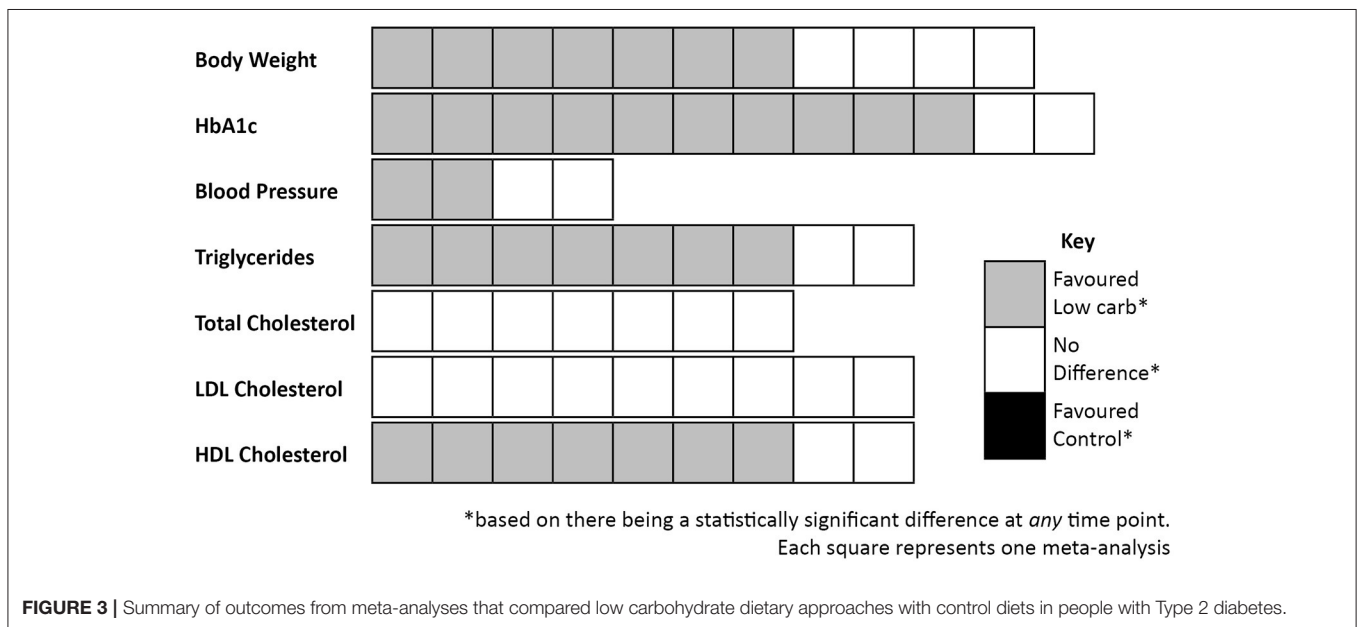 Body Weight
HbA1c
Blood Pressure
Triglycerides
Total Cholesterol
LDL Cholesterol
HDL Cholesterol
Key
Favoured
Low carb*
No
Difference*
Favoured
Control*
*based on there being a statistically significant difference at any time point.
Each square represents one meta-analysis
FIGURE 3 | Summary of outcomes from meta-analyses that compared low carbohydrate dietary approaches with control diets in people with Type 2 diabetes.